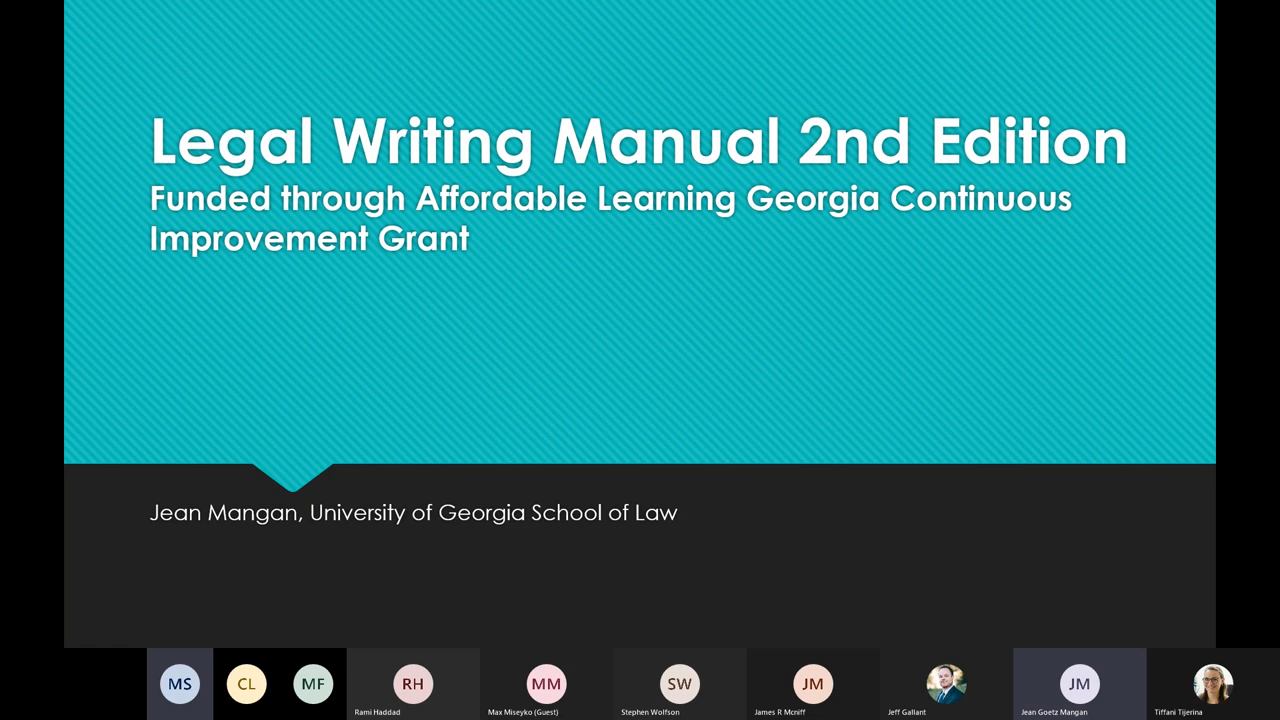 Legal Writing Manual 2nd Edition
Funded through Affordable Learning Georgia Continuous
Improvement Grant
Jean Mangan, University of Georgia School of Law
MS
CL
MF
RH
MM
SW
JM
JM
Rami Haddad
Max Miseyko (Guest)
Stephen Wolfson
James R Mcniff
Jeff Gallant
Jean Goetz Mangan
Tiffani Tijerina